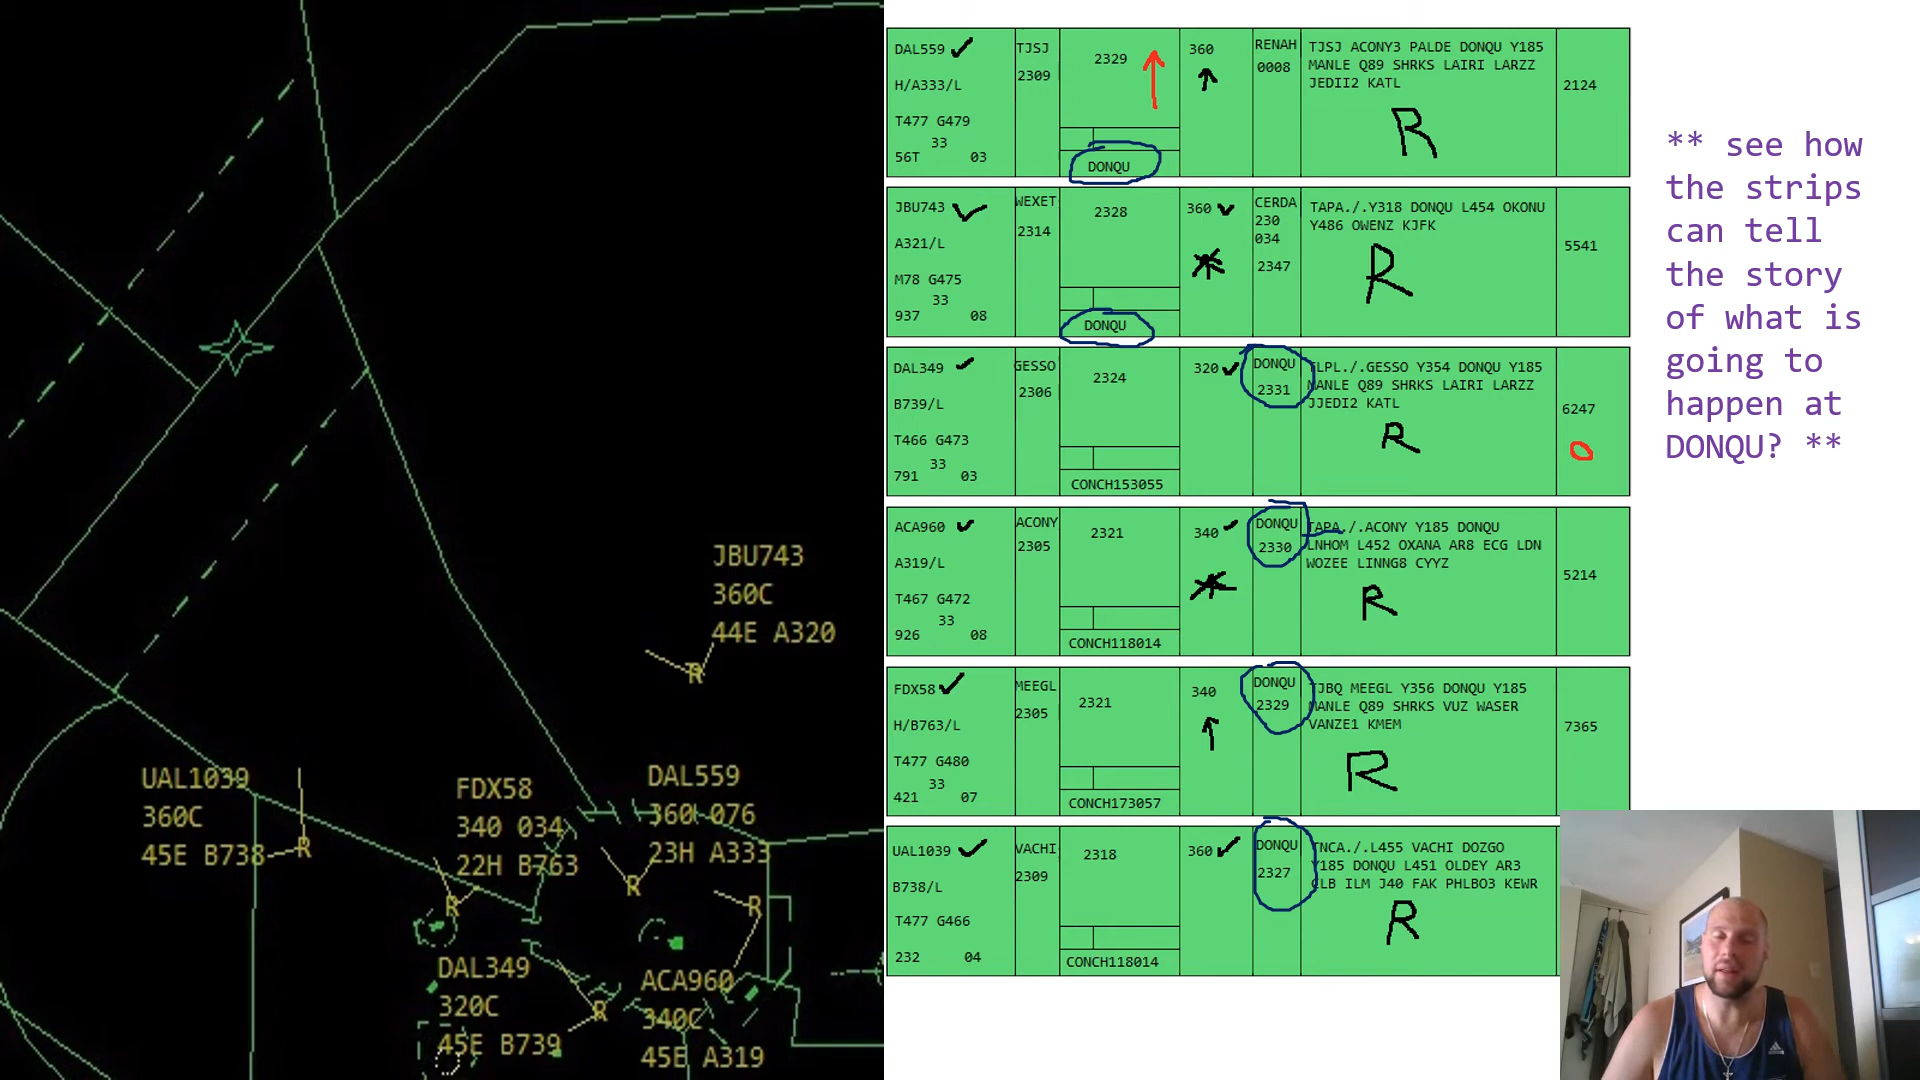 JBU743
360C
44E A320
UAL1039
360C
45E B738
FDX58
340 034
22H B763
DAL559
360 076
23H A333
DAL349
320C
45E B739
ACA960
340C
45E A319
R
R
R
R
R
R
DAL559
H/A333/L
T477 G479
33
56T 03
TJSJ
2309
2329
DONQU
360
RENAH
0008
TJSJ ACONY3 PALDE DONQU Y185
MANLE Q89 SHRKS LAIRI LARZZ
JEDII2 KATL
R
2124
JBU743
A321/L
M78 G475
33
937 08
WEXET
2314
2328
DONQU
360
CERDA
230
034
2347
TAPA./.Y318 DONQU L454 OKONU
Y486 OWENZ KJFK
R
5541
DAL349
B739/L
T466 G473
33
791 03
GESSO
2306
2324
CONCH153055
320
DONQU
2331
TLPL./.GESSO Y354 DONQU Y185
MANLE Q89 SHRKS LAIRI LARZZ
JJEDI2 KATL
R
6247
O
ACA960
A319/L
T467 G472
33
926 08
ACONY
2305
2321
CONCH118014
340
DONQU
2330
TAPA./.ACONY Y185 DONQU
LNHOM L452 OXANA AR8 ECG LDN
WOZEE LINNG8 CYYZ
R
5214
FDX58
H/B763/L
T477 G480
33
421 07
MEEGL
2305
2321
CONCH173057
340
DONQU
2329
TJBQ MEEGL Y356 DONQU Y185
MANLE Q89 SHRKS VUZ WASER
VANZE1 KMEM
R
7365
UAL1039
B738/L
T477 G466
232 04
VACHI
2309
2318
CONCH118014
360
DONQU
2327
TNCA./.L455 VACHI DOZGO
Y185 DONQU L451 OLDEY AR3
CLB ILM J40 FAK PHLBO3 KEWR
R
** see how
the strips
can tell
the story
of what is
going to
happen at
DONQU? **